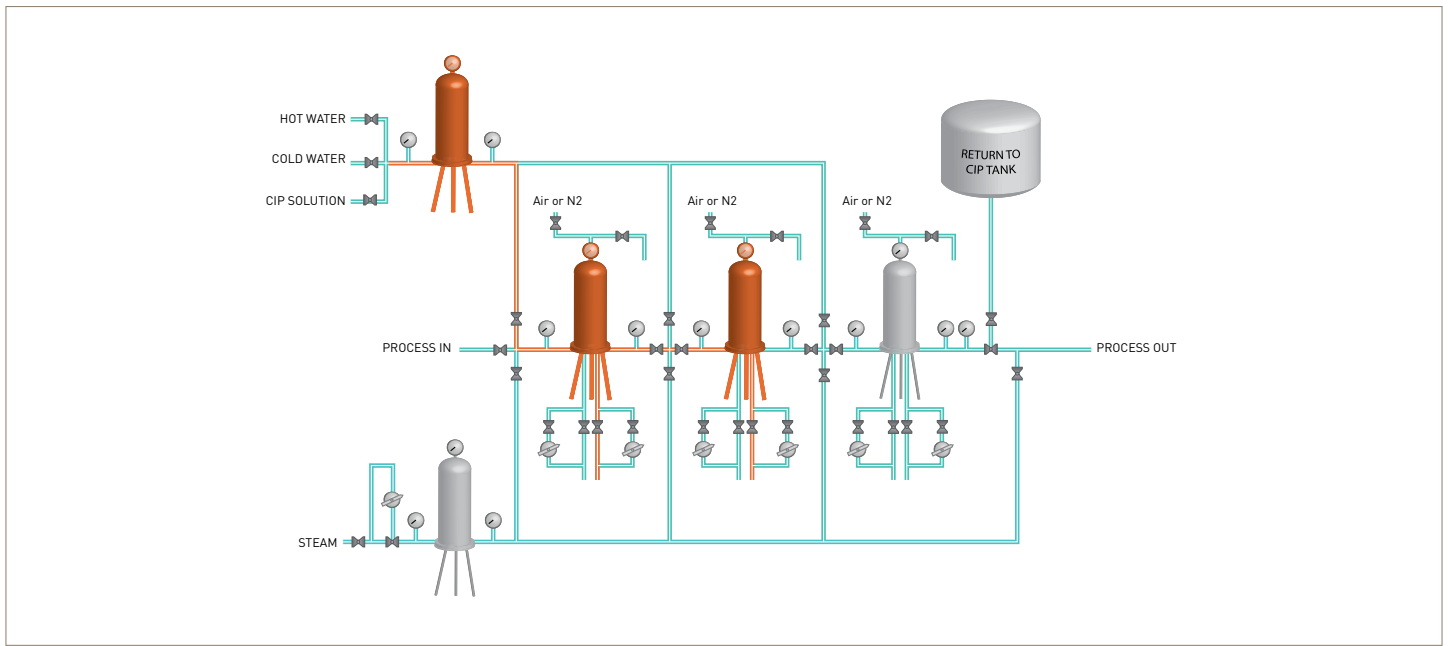 HOT WATER
COLD WATER
CIP SOLUTION
RETURN TO
CIP TANK
Air or N2
Air or N2
Air or N2
PROCESS IN
PROCESS OUT
STEAM